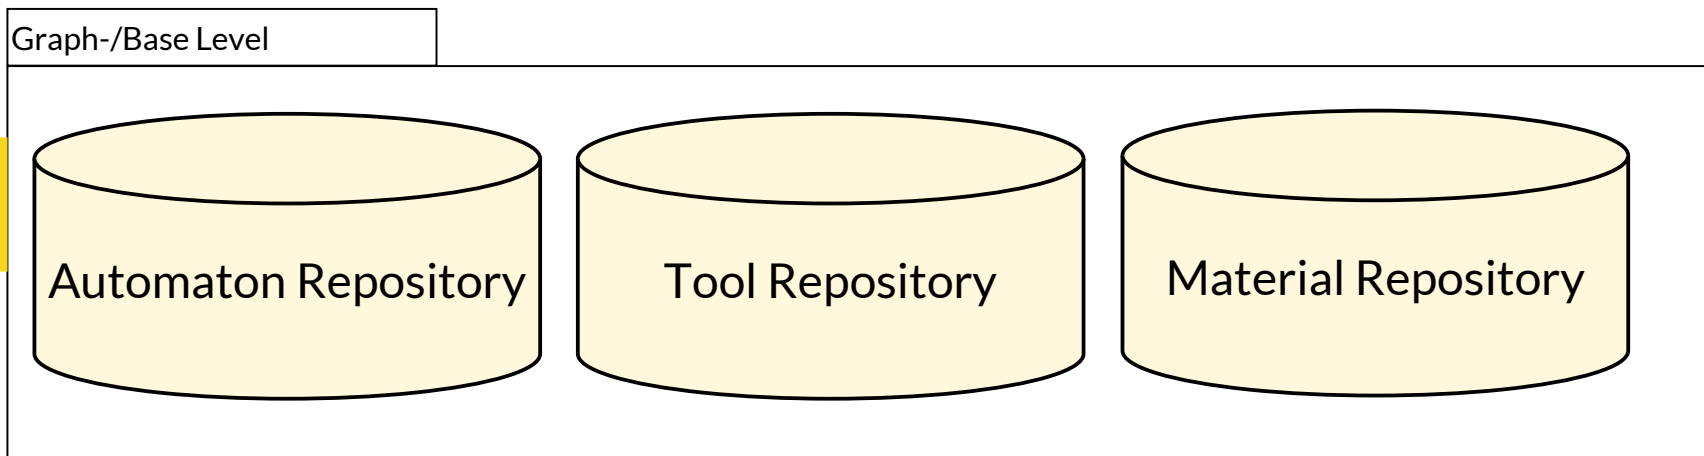 Graph-/Base Level
Automaton Repository
Tool Repository
Material Repository